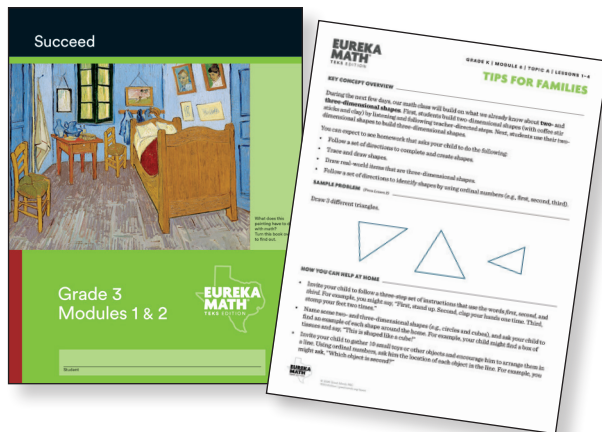 Succeed
What does this
painting have to do
with math?
Turn this book over
to find out.
Grade 3
Modules 1 & 2
EUREKA
MATH
TEKS EDITION
Student
EUREKA
MATH
TEKS EDITION
GRADE K | MODULE 6 | TOPIC A | LESSONS 1–4
TIPS FOR FAMILIES
KEY CONCEPT OVERVIEW
During the next few days, our math class will build on what we already know about two- and
three-dimensional shapes. First, students build two-dimensional shapes (with coffee stir
sticks and clay) by listening and following teacher-directed steps. Next, students use their two-
dimensional shapes to build three-dimensional shapes.
You can expect to see homework that asks your child to do the following:
• Follow a set of directions to complete and create shapes.
• Trace and draw shapes.
• Draw real-world items that are three-dimensional shapes.
• Follow a set of directions to identify shapes by using ordinal numbers (e.g., first, second, third).
SAMPLE PROBLEM
Draw 3 different triangles.
HOW YOU CAN HELP AT HOME
• Invite your child to follow a three-step set of instructions that use the words first, second, and
third. For example, you might say, "First, stand up. Second, clap your hands one time. Third,
stomp your feet two times."
• Name some two- and three-dimensional shapes (e.g., circles and cubes), and ask your child to
find an example of each shape around the home. For example, your child might find a box of
tissues and say, "This is shaped like a cube!"
• Invite your child to gather 10 small toys or other objects and encourage him to arrange them in
a line. Using ordinal numbers, ask him the location of each object in the line. For example, you
might ask, "Which object is second?"
EUREKA
MATH